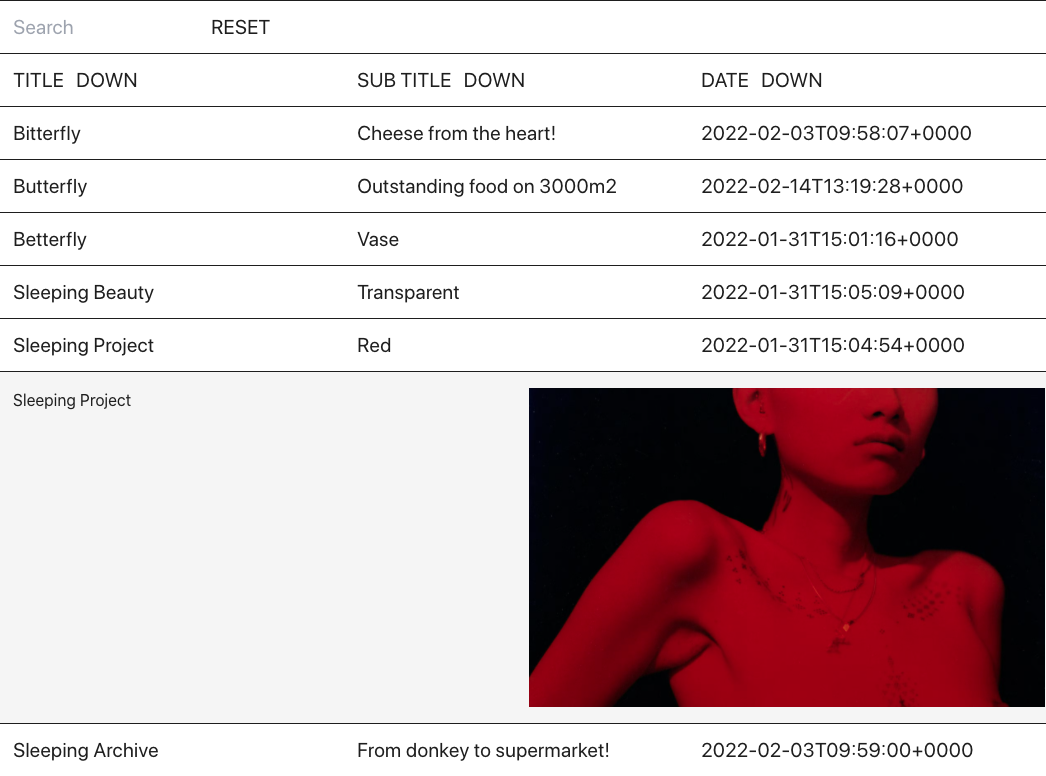 Search RESET
TITLE DOWN SUB TITLE DOWN DATE DOWN
Bitterfly Cheese from the heart! 2022-02-03T09:58:07+0000
Butterfly Outstanding food on 3000m2 2022-02-14T13:19:28+0000
Betterfly Vase 2022-01-31T15:01:16+0000
Sleeping Beauty Transparent 2022-01-31T15:05:09+0000
Sleeping Project Red 2022-01-31T15:04:54+0000
Sleeping Project
Sleeping Archive From donkey to supermarket! 2022-02-03T09:59:00+0000